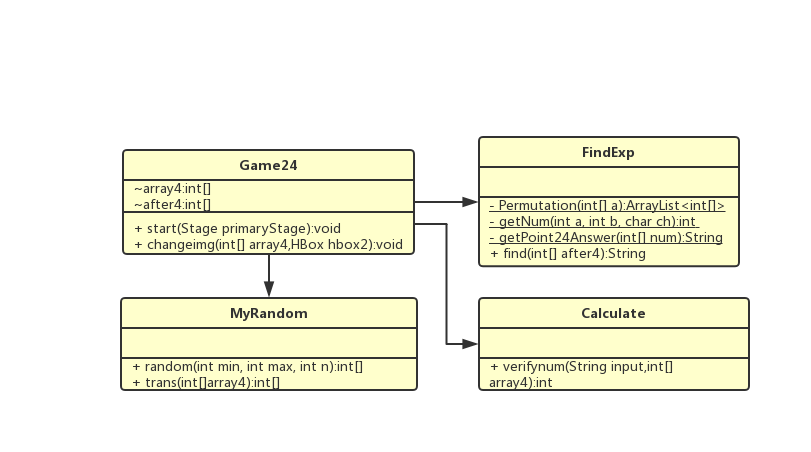 Game24
~array4:int[]
~after4:int[]
+ start(Stage primaryStage):void
+ changeimg(int[] array4,HBox hbox2):void
FindExp
- Permutation(int[] a):ArrayList<int[]>
- getNum(int a, int b, char ch):int
- getPoint24Answer(int[] num):String
+ find(int[] after4):String
MyRandom
+ random(int min, int max, int n):int[]
+ trans(int[]array4):int[]
Calculate
+ verifynum(String input,int[]
array4):int